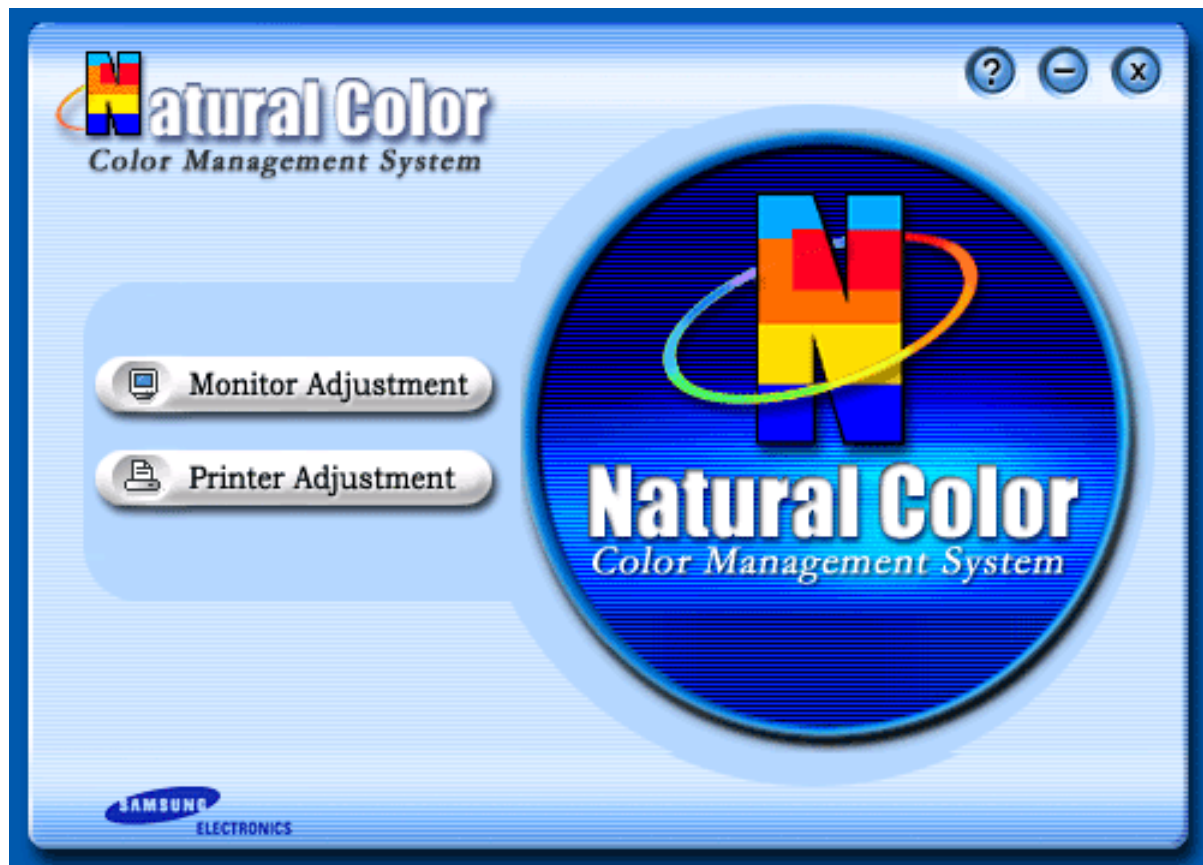 Natural Color
Color Management System
? – x
Monitor Adjustment
Printer Adjustment
N
Natural Color
Color Management System
SAMSUNG
ELECTRONICS